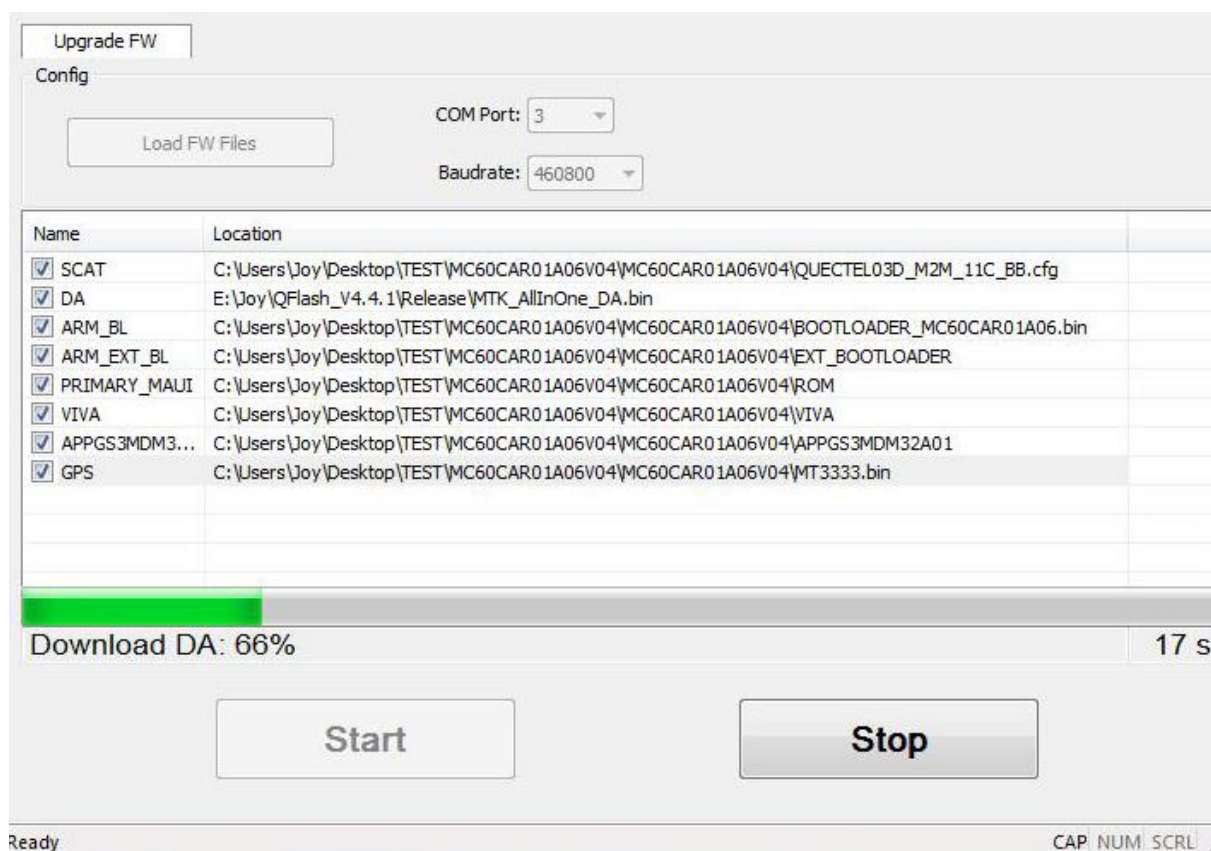 Upgrade FW
Config
Load FW Files
COM Port: 3
Baudrate: 460800
Name Location
SCAT C:\Users\Joy\Desktop\TEST\MC60CAR01A06V04\MC60CAR01A06V04\QUECTEL03D_M2M_11C_BB.cfg
DA E:\Joy\QFlash_V4.4.1\Release\MTK_AllInOne_DA.bin
ARM_BL C:\Users\Joy\Desktop\TEST\MC60CAR01A06V04\MC60CAR01A06V04\BOOTLOADER_MC60CAR01A06.bin
ARM_EXT_BL C:\Users\Joy\Desktop\TEST\MC60CAR01A06V04\MC60CAR01A06V04\EXT_BOOTLOADER
PRIMARY_MAUI C:\Users\Joy\Desktop\TEST\MC60CAR01A06V04\MC60CAR01A06V04\ROM
VIVA C:\Users\Joy\Desktop\TEST\MC60CAR01A06V04\MC60CAR01A06V04\VIVA
APPGS3MDM3... C:\Users\Joy\Desktop\TEST\MC60CAR01A06V04\MC60CAR01A06V04\APPGS3MDM32A01
GPS C:\Users\Joy\Desktop\TEST\MC60CAR01A06V04\MC60CAR01A06V04\MT3333.bin
Download DA: 66% 17 s
Start Stop
Ready CAP NUM SCRL